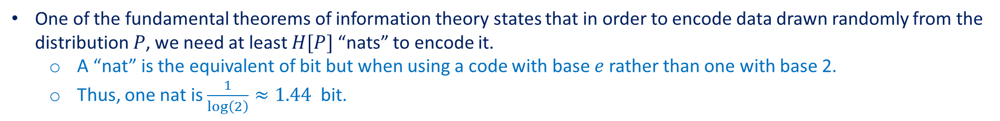 • One of the fundamental theorems of information theory states that in order to encode data drawn randomly from the
distribution P, we need at least H[P] “nats” to encode it.
○ A “nat” is the equivalent of bit but when using a code with base e rather than one with base 2.
○ Thus, one nat is 1/log(2) ≈ 1.44 bit.